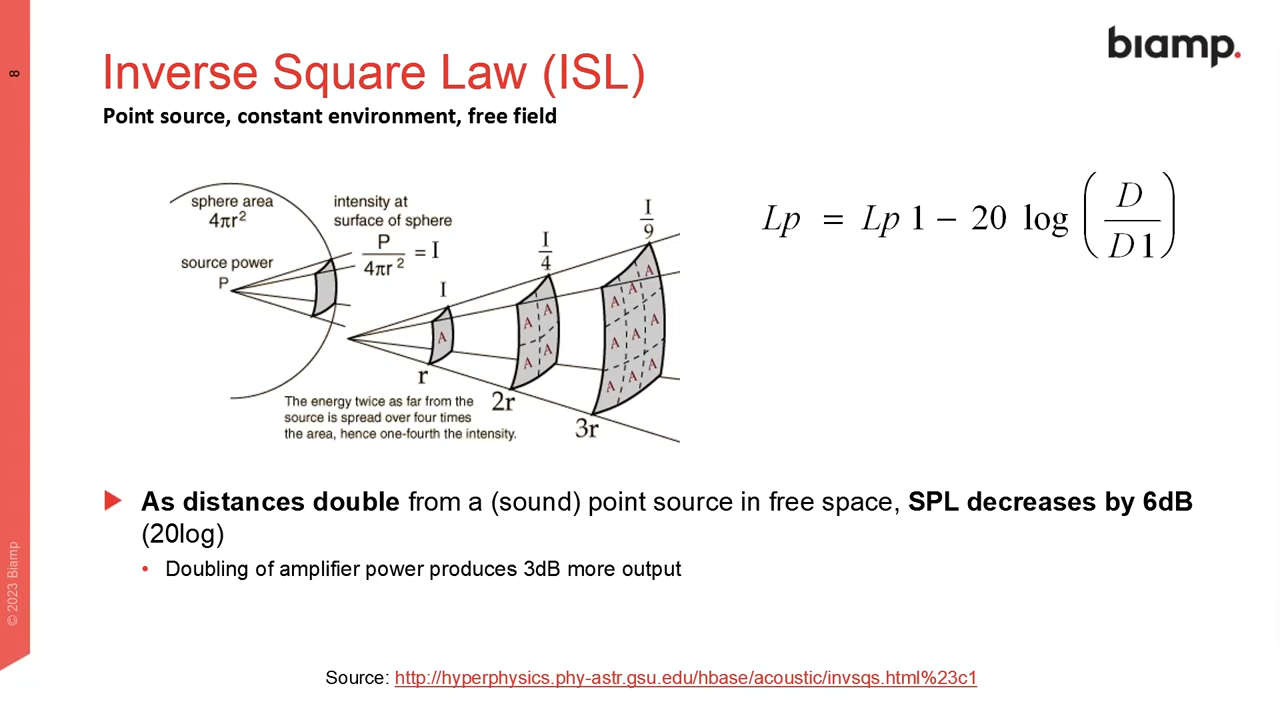 8
biamp.
Inverse Square Law (ISL)
Point source, constant environment, free field
sphere area
4πr²
source power
P
intensity at
surface of sphere
P
4πr²
= I
I
I
4
I
9
A
A
A
A
A
A
A
A
A
A
A
A
A
A
r
2r
3r
The energy twice as far from the
source is spread over four times
the area, hence one-fourth the intensity.
Lp = Lp 1 − 20 log (D / D 1)
As distances double from a (sound) point source in free space, SPL decreases by 6dB
(20log)
• Doubling of amplifier power produces 3dB more output
© 2023 Biamp
Source: http://hyperphysics.phy-astr.gsu.edu/hbase/acoustic/invsqs.html%23c1